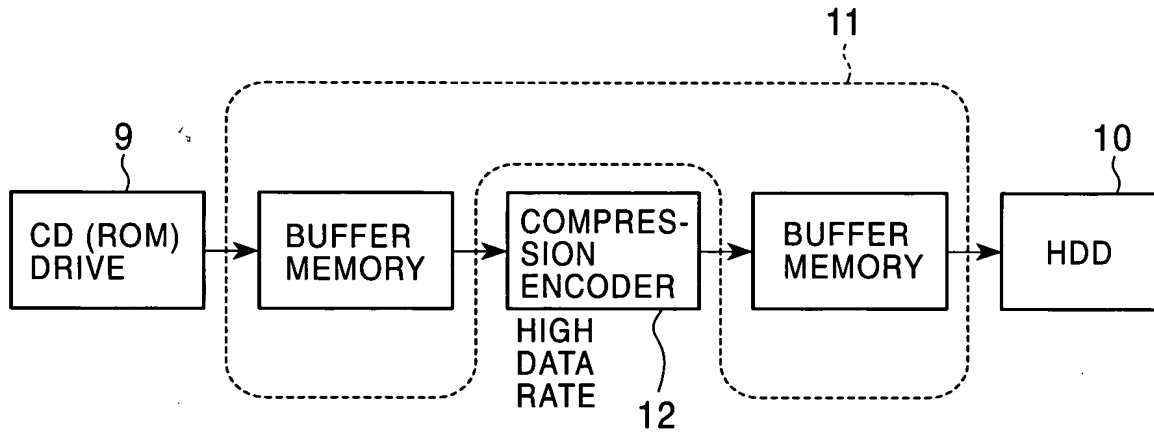 11
9
10
CD (ROM)
DRIVE
BUFFER
MEMORY
COMPRES-
SION
ENCODER
BUFFER
MEMORY
HDD
HIGH
DATA
RATE
12